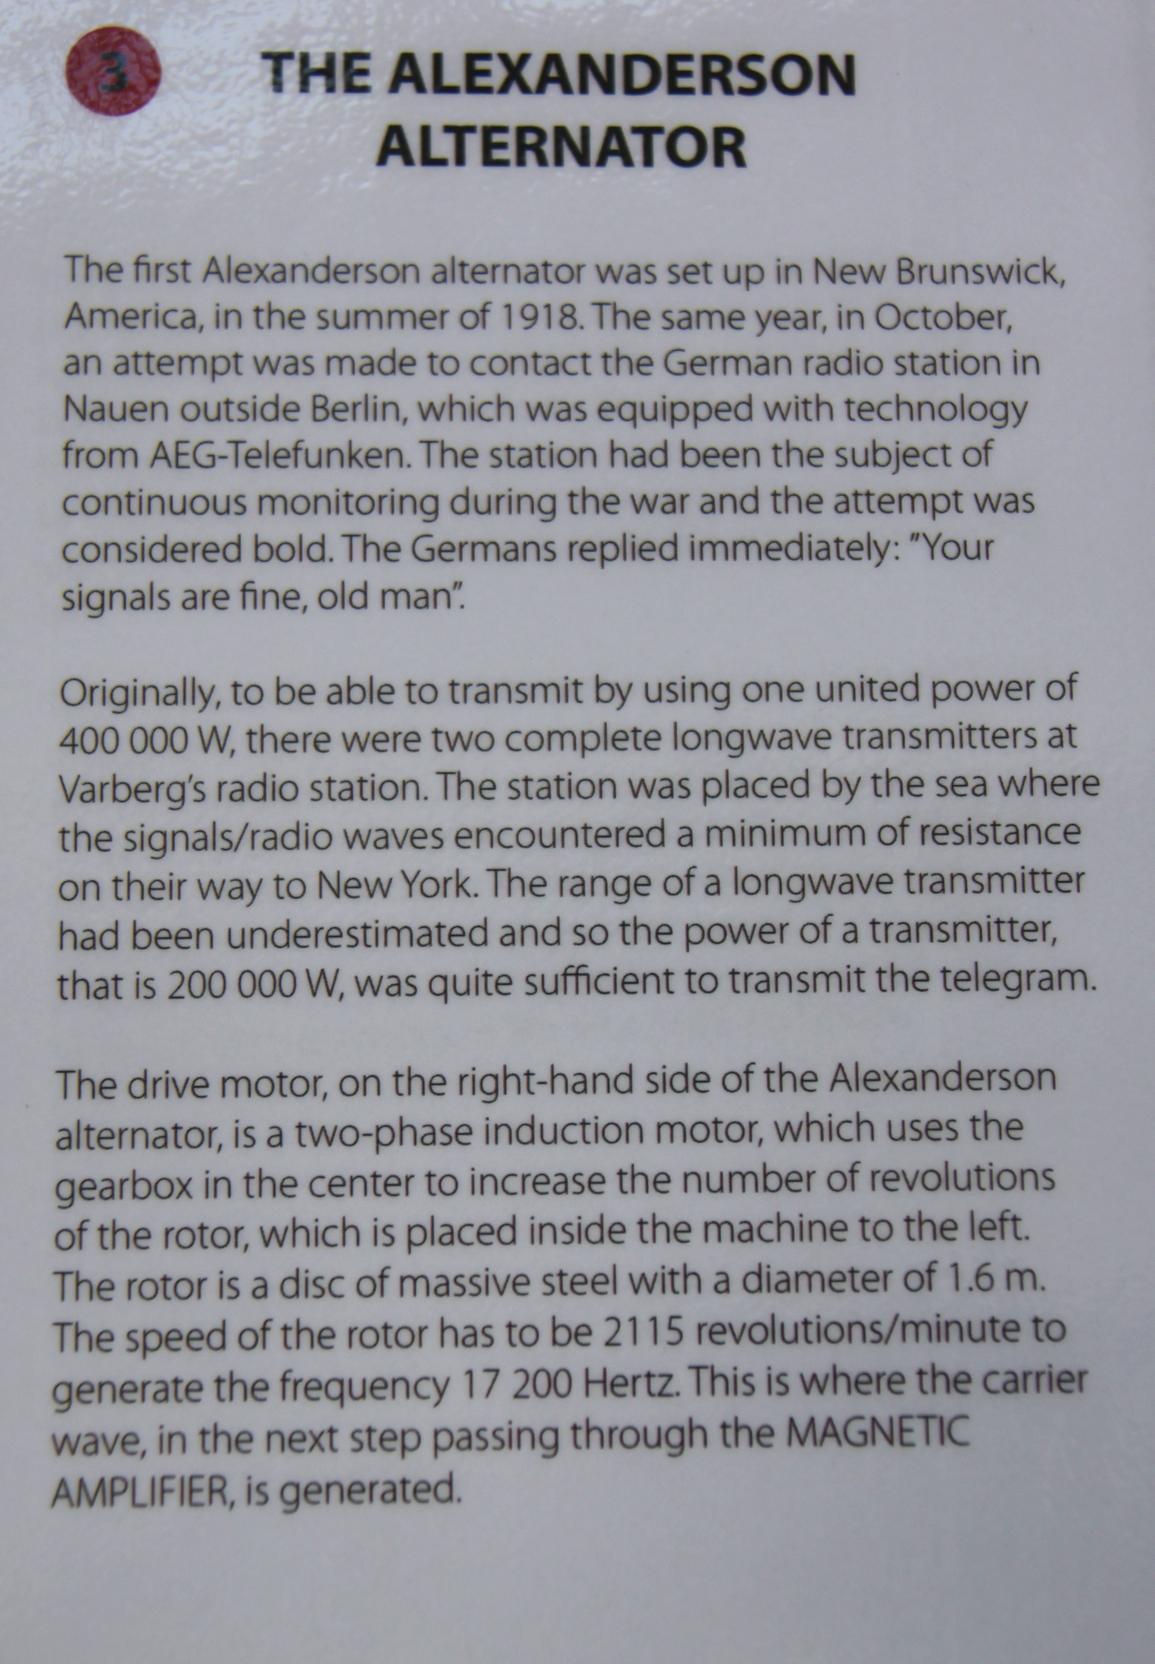 3
THE ALEXANDERSON
ALTERNATOR
The first Alexanderson alternator was set up in New Brunswick,
America, in the summer of 1918. The same year, in October,
an attempt was made to contact the German radio station in
Nauen outside Berlin, which was equipped with technology
from AEG-Telefunken. The station had been the subject of
continuous monitoring during the war and the attempt was
considered bold. The Germans replied immediately: ”Your
signals are fine, old man”.
Originally, to be able to transmit by using one united power of
400 000 W, there were two complete longwave transmitters at
Varberg’s radio station. The station was placed by the sea where
the signals/radio waves encountered a minimum of resistance
on their way to New York. The range of a longwave transmitter
had been underestimated and so the power of a transmitter,
that is 200 000 W, was quite sufficient to transmit the telegram.
The drive motor, on the right-hand side of the Alexanderson
alternator, is a two-phase induction motor, which uses the
gearbox in the center to increase the number of revolutions
of the rotor, which is placed inside the machine to the left.
The rotor is a disc of massive steel with a diameter of 1.6 m.
The speed of the rotor has to be 2115 revolutions/minute to
generate the frequency 17 200 Hertz. This is where the carrier
wave, in the next step passing through the MAGNETIC
AMPLIFIER, is generated.